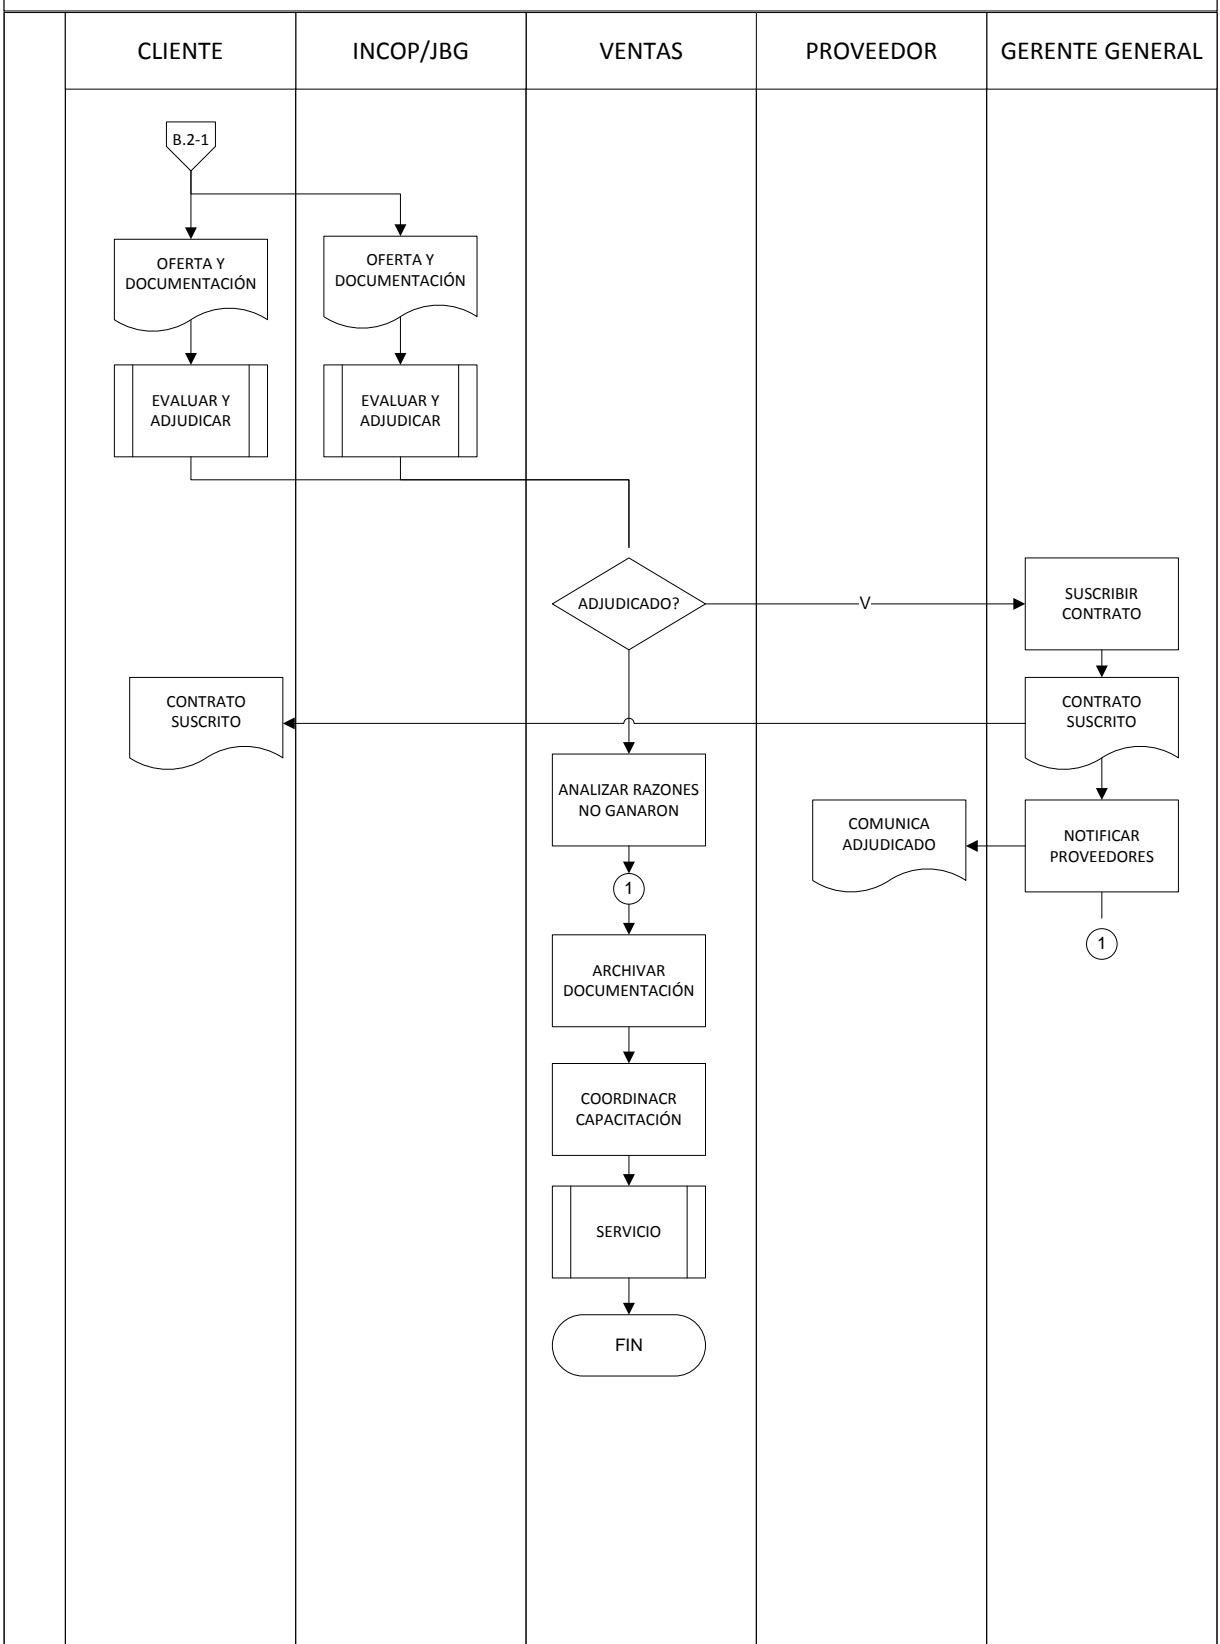 CLIENTE
INCOP/JBG
VENTAS
PROVEEDOR
GERENTE GENERAL
B.2-1
OFERTA Y
DOCUMENTACIÓN
OFERTA Y
DOCUMENTACIÓN
EVALUAR Y
ADJUDICAR
EVALUAR Y
ADJUDICAR
ADJUDICADO?
V
SUSCRIBIR
CONTRATO
CONTRATO
SUSCRITO
CONTRATO
SUSCRITO
ANALIZAR RAZONES
NO GANARON
COMUNICA
ADJUDICADO
NOTIFICAR
PROVEEDORES
1
1
ARCHIVAR
DOCUMENTACIÓN
COORDINACR
CAPACITACIÓN
SERVICIO
FIN